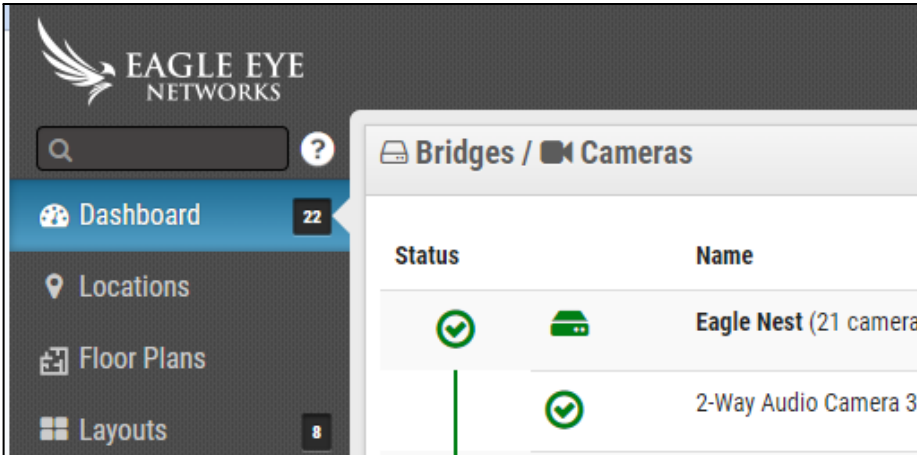 EAGLE EYE
NETWORKS
?
Bridges / Cameras
Dashboard 22
Status Name
Locations
Eagle Nest (21 camera
Floor Plans
2-Way Audio Camera 3
Layouts 8